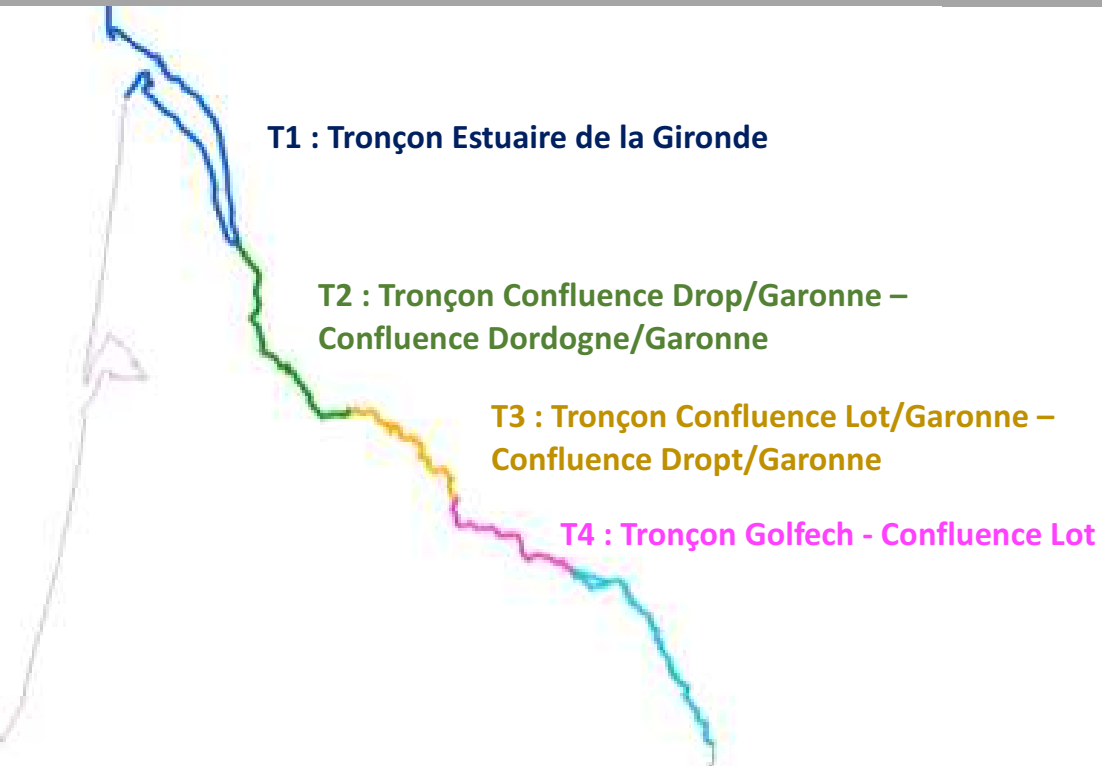 T1 : Tronçon Estuaire de la Gironde
T2 : Tronçon Confluence Drop/Garonne –
Confluence Dordogne/Garonne
T3 : Tronçon Confluence Lot/Garonne –
Confluence Dropt/Garonne
T4 : Tronçon Golfech - Confluence Lot